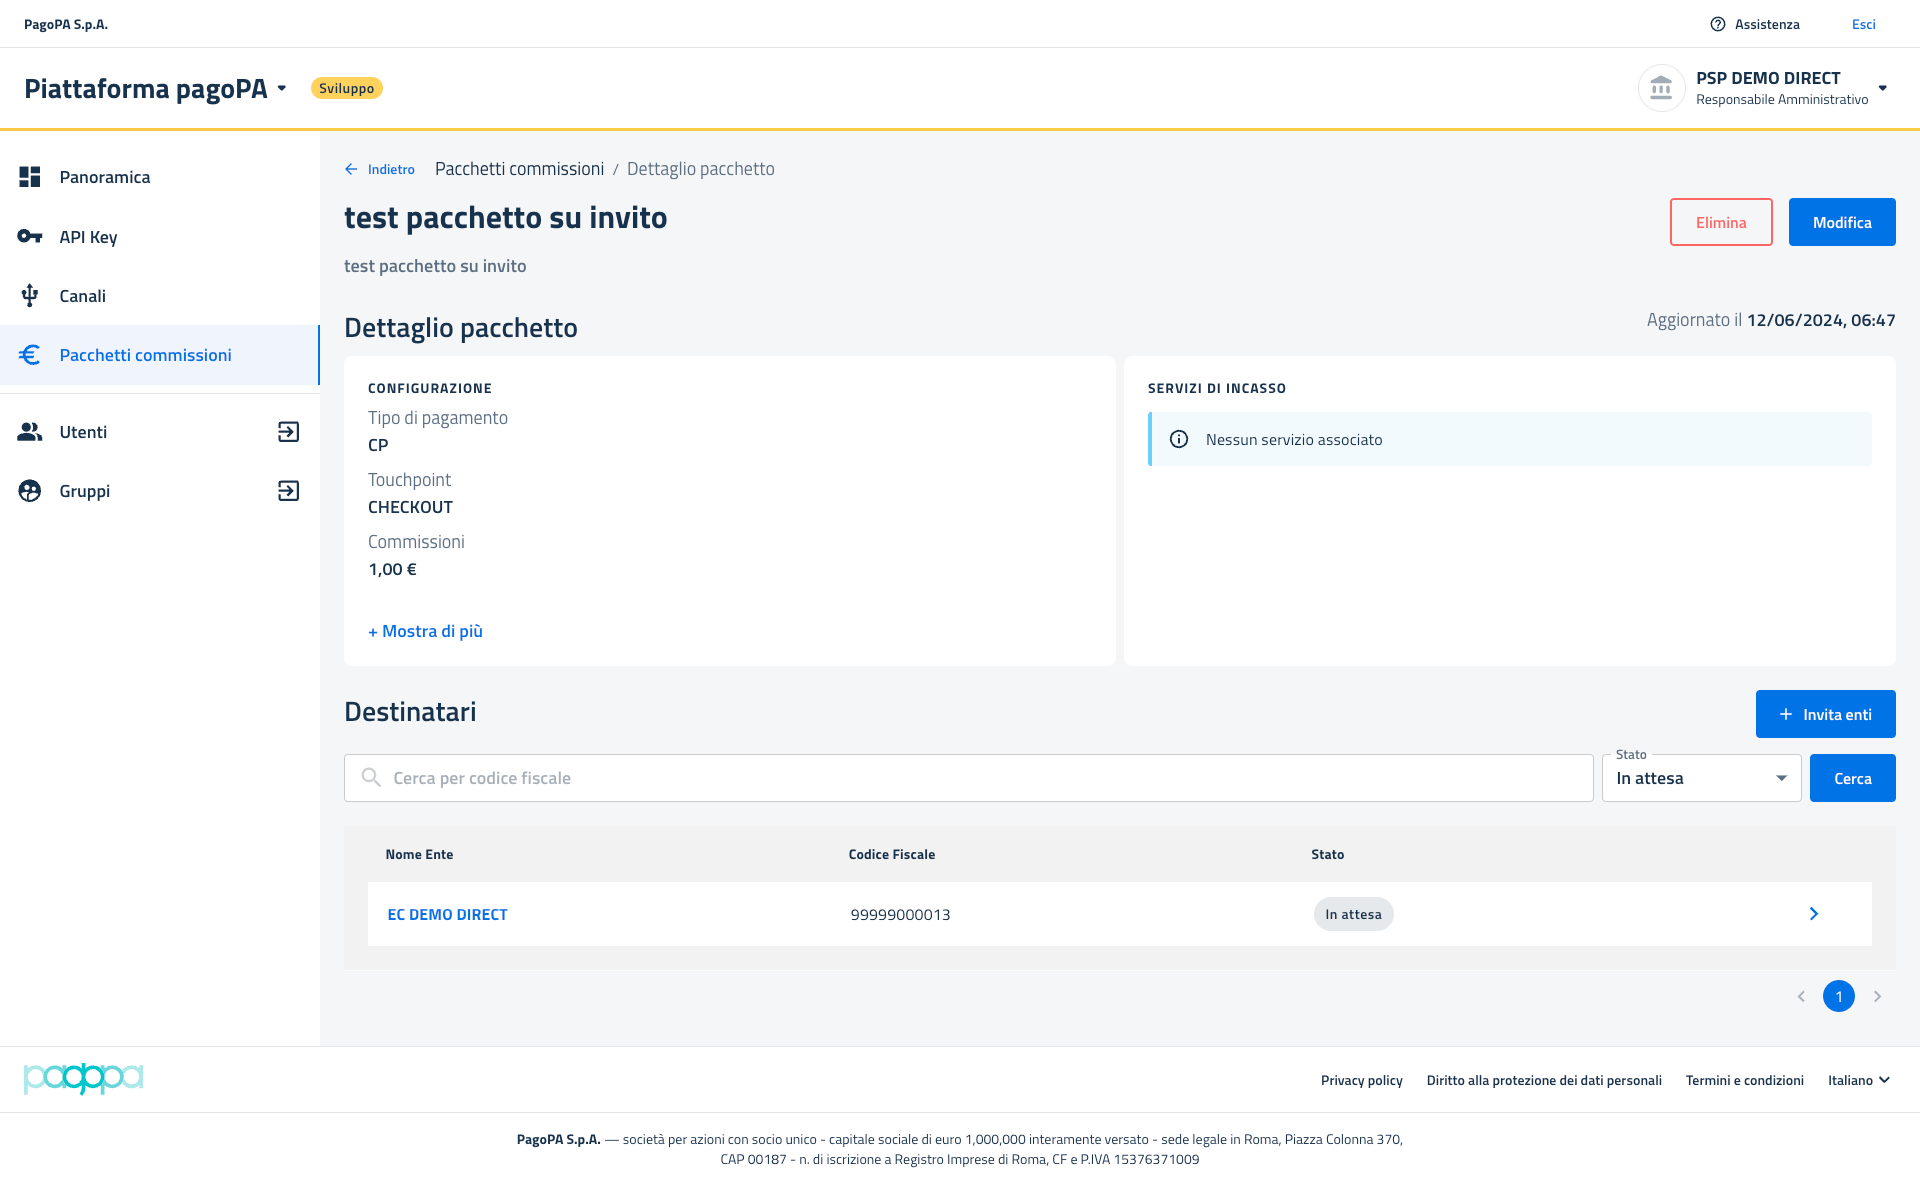 PagoPA S.p.A.
Assistenza
Esci
Piattaforma pagoPA
Sviluppo
PSP DEMO DIRECT
Responsabile Amministrativo
Panoramica
API Key
Canali
Pacchetti commissioni
Utenti
Gruppi
Indietro
Pacchetti commissioni / Dettaglio pacchetto
test pacchetto su invito
Elimina
Modifica
test pacchetto su invito
Dettaglio pacchetto
Aggiornato il 12/06/2024, 06:47
CONFIGURAZIONE
Tipo di pagamento
CP
Touchpoint
CHECKOUT
Commissioni
1,00 €
+ Mostra di più
SERVIZI DI INCASSO
Nessun servizio associato
Destinatari
+ Invita enti
Cerca per codice fiscale
Stato
In attesa
Cerca
Nome Ente Codice Fiscale Stato
EC DEMO DIRECT 99999000013 In attesa
1
pagopa
Privacy policy
Diritto alla protezione dei dati personali
Termini e condizioni
Italiano
PagoPA S.p.A. — società per azioni con socio unico - capitale sociale di euro 1,000,000 interamente versato - sede legale in Roma, Piazza Colonna 370,
CAP 00187 - n. di iscrizione a Registro Imprese di Roma, CF e P.IVA 15376371009